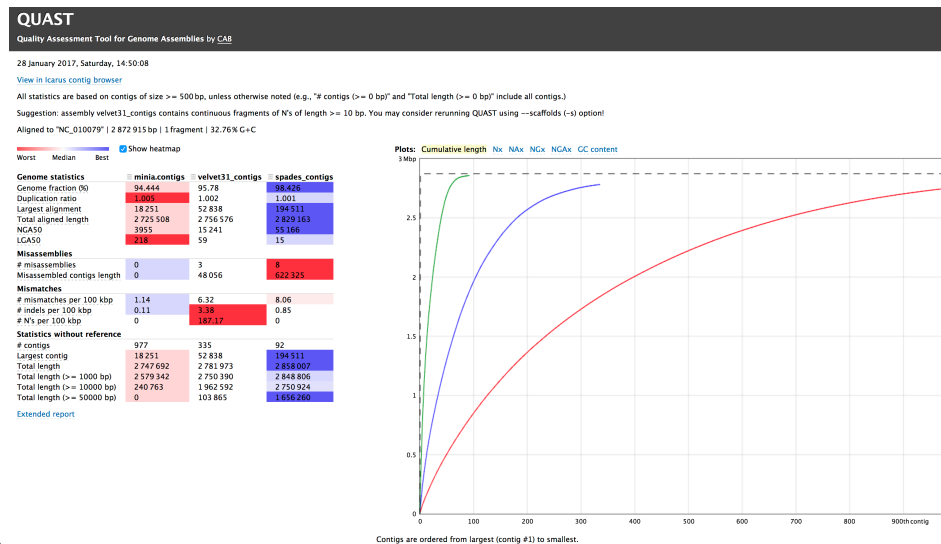 QUAST
Quality Assessment Tool for Genome Assemblies by CAB
28 January 2017, Saturday, 14:50:08
View in Icarus contig browser
All statistics are based on contigs of size >= 500 bp, unless otherwise noted (e.g., "# contigs (>= 0 bp)" and "Total length (>= 0 bp)" include all contigs.)
Suggestion: assembly velvet31_contigs contains continuous fragments of N's of length >= 10 bp. You may consider rerunning QUAST using --scaffolds (-s) option!
Aligned to "NC_010079" | 2 872 915 bp | 1 fragment | 32.76 % G+C
Worst Median Best Show heatmap
Genome statistics minia.contigs velvet31_contigs spades_contigs
Genome fraction (%) 94.444 95.78 98.426
Duplication ratio 1.005 1.002 1.001
Largest alignment 18 251 52 838 194 511
Total aligned length 2 725 508 2 756 576 2 829 163
NGA50 3955 15 241 55 166
LGA50 218 59 15
Misassemblies
# misassemblies 0 3 8
Misassembled contigs length 0 48 056 622 325
Mismatches
# mismatches per 100 kbp 1.14 6.32 8.06
# indels per 100 kbp 0.11 3.38 0.85
# N's per 100 kbp 0 187.17 0
Statistics without reference
# contigs 977 335 92
Largest contig 18 251 52 838 194 511
Total length 2 747 692 2 781 973 2 858 007
Total length (>= 1000 bp) 2 579 342 2 750 390 2 848 806
Total length (>= 10000 bp) 240 763 1 962 592 2 750 924
Total length (>= 50000 bp) 0 103 865 1 656 260
Extended report
Plots: Cumulative length Nx NAx NGx NGAx GC content
3 Mbp
2.5
2
1.5
1
0.5
0
0 100 200 300 400 500 600 700 800 900th contig
Contigs are ordered from largest (contig #1) to smallest.